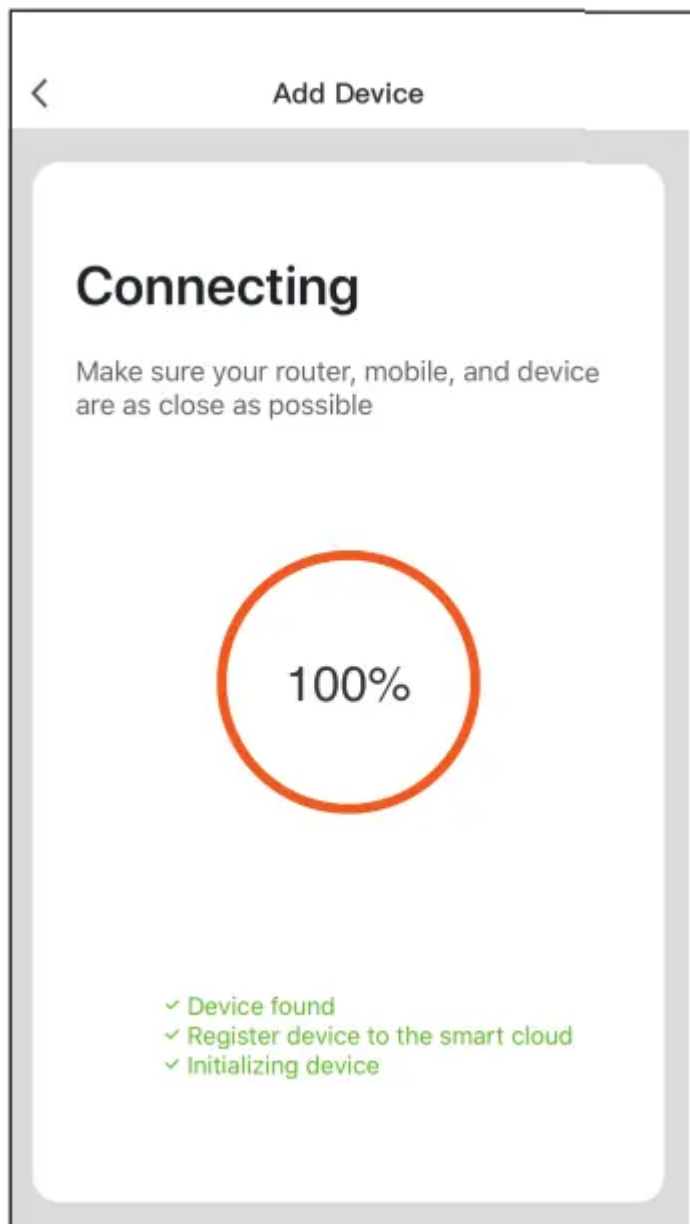 Add Device
Connecting
Make sure your router, mobile, and device
are as close as possible
100%
Device found
Register device to the smart cloud
Initializing device